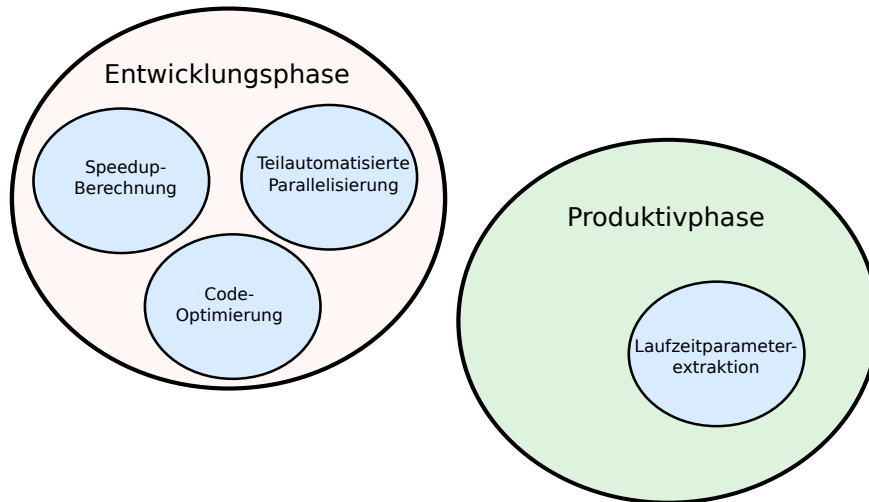 Entwicklungsphase
Speedup-
Berechnung
Teilautomatisierte
Parallelisierung
Code-
Optimierung
Produktivphase
Laufzeitparameter-
extraktion